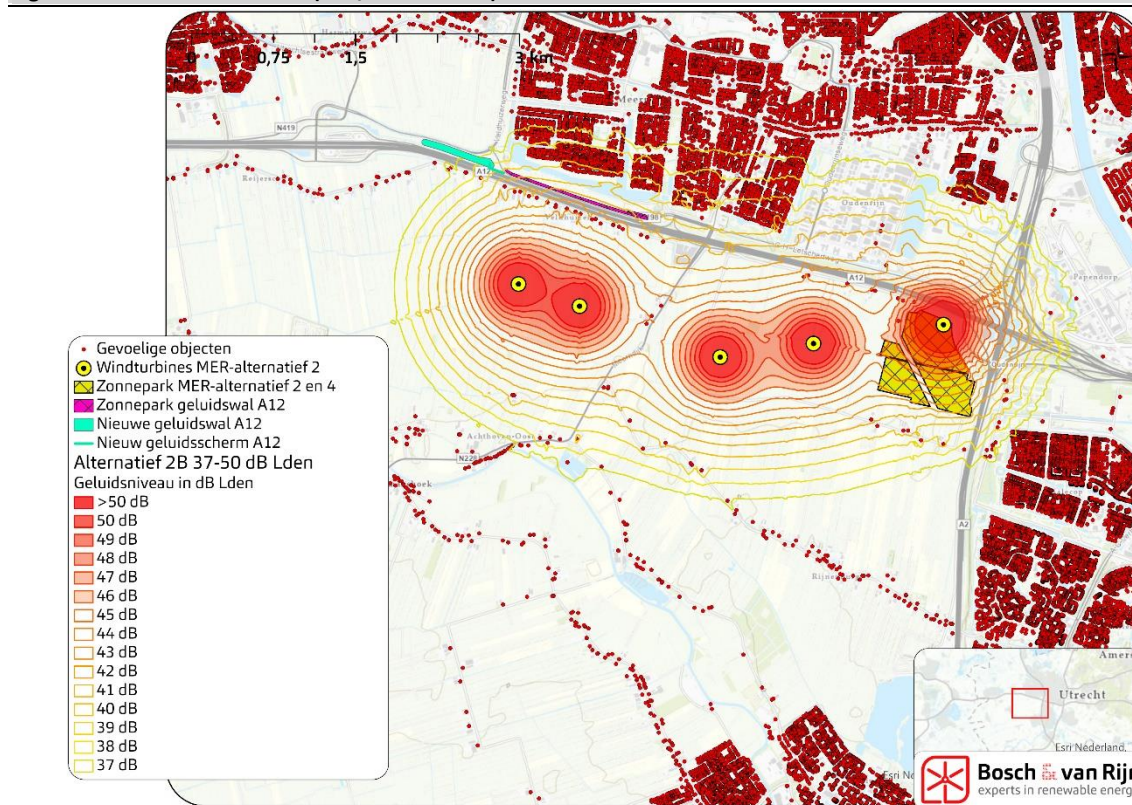 0 0,75 1,5 3 km
N419
A12
A12
Papendorp
Oudenrijn
Gevoelige objecten
Windturbines MER-alternatief 2
Zonnepark MER-alternatief 2 en 4
Zonnepark geluidswal A12
Nieuwe geluidswal A12
Nieuw geluidsscherm A12
Alternatief 2B 37-50 dB Lden
Geluidsniveau in dB Lden
>50 dB
50 dB
49 dB
48 dB
47 dB
46 dB
45 dB
44 dB
43 dB
42 dB
41 dB
40 dB
39 dB
38 dB
37 dB
A2
Utrecht
Esri Nederland,
Bosch & van Rijn
experts in renewable energ